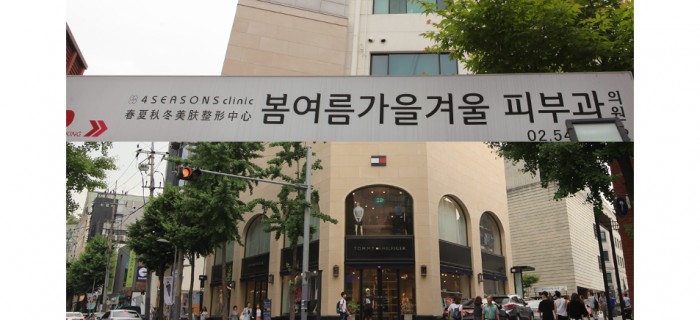 4SEASONS clinic
春夏秋冬美肤整形中心
봄여름가을겨울 피부과의원
02.54
KING
TOMMY HILFIGER